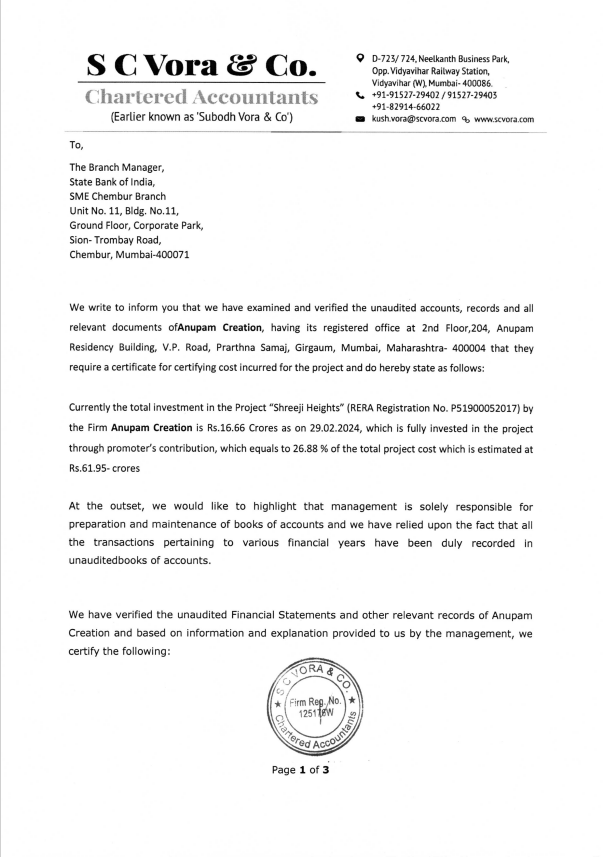 S C Vora & Co.
Chartered Accountants
(Earlier known as 'Subodh Vora & Co')
D-723/ 724, Neelkanth Business Park,
Opp. Vidyavihar Railway Station,
Vidyavihar (W), Mumbai- 400086.
+91-91527-29402 / 91527-29403
+91-82914-66022
kush.vora@scvora.com www.scvora.com
To,
The Branch Manager,
State Bank of India,
SME Chembur Branch
Unit No. 11, Bldg. No.11,
Ground Floor, Corporate Park,
Sion- Trombay Road,
Chembur, Mumbai-400071
We write to inform you that we have examined and verified the unaudited accounts, records and all
relevant documents ofAnupam Creation, having its registered office at 2nd Floor,204, Anupam
Residency Building, V.P. Road, Prarthna Samaj, Girgaum, Mumbai, Maharashtra- 400004 that they
require a certificate for certifying cost incurred for the project and do hereby state as follows:
Currently the total investment in the Project "Shreeji Heights" (RERA Registration No. P51900052017) by
the Firm Anupam Creation is Rs.16.66 Crores as on 29.02.2024, which is fully invested in the project
through promoter's contribution, which equals to 26.88 % of the total project cost which is estimated at
Rs.61.95- crores
At the outset, we would like to highlight that management is solely responsible for
preparation and maintenance of books of accounts and we have relied upon the fact that all
the transactions pertaining to various financial years have been duly recorded in
unauditedbooks of accounts.
We have verified the unaudited Financial Statements and other relevant records of Anupam
Creation and based on information and explanation provided to us by the management, we
certify the following:
S C VORA & CO.
Firm Reg. No.
Chartered Accountants
Page 1 of 3